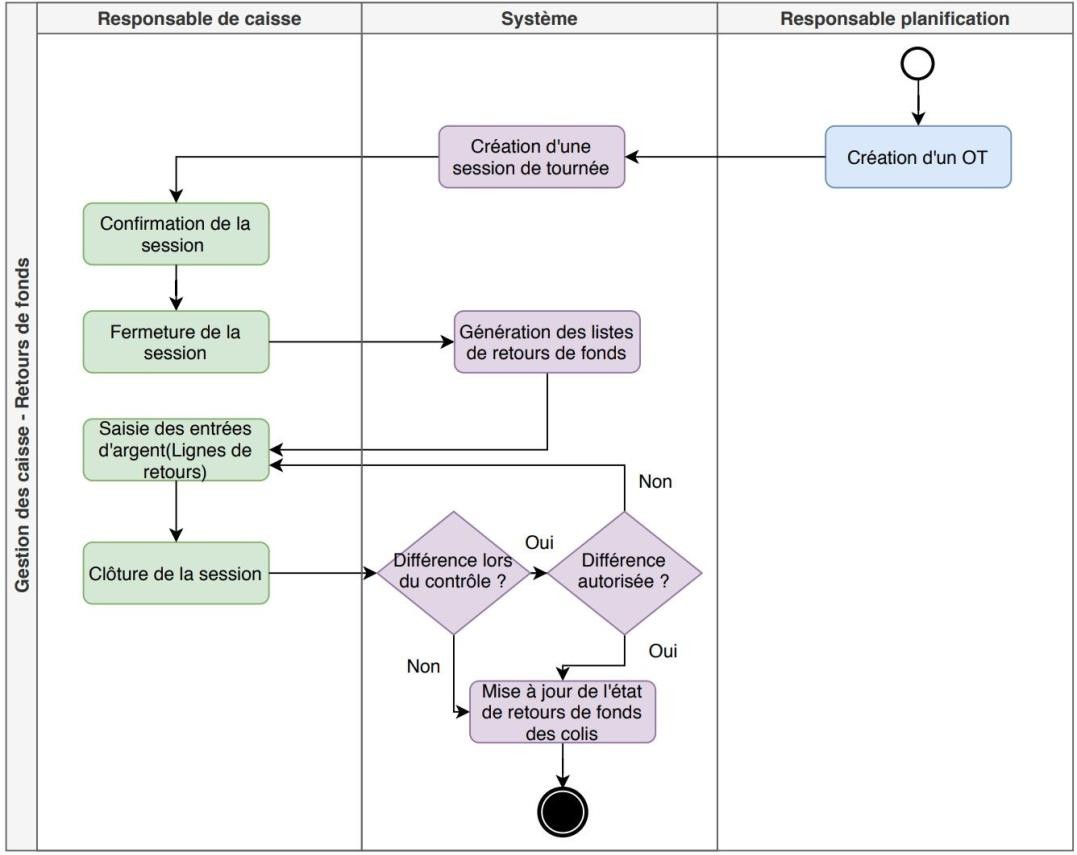 Gestion des caisse - Retours de fonds
Responsable de caisse
Système
Responsable planification
Création d'un OT
Création d'une
session de tournée
Confirmation de la
session
Fermeture de la
session
Génération des listes
de retours de fonds
Saisie des entrées
d'argent(Lignes de
retours)
Non
Clôture de la session
Différence lors
du contrôle ?
Oui
Différence
autorisée ?
Non
Oui
Mise à jour de l'état
de retours de fonds
des colis